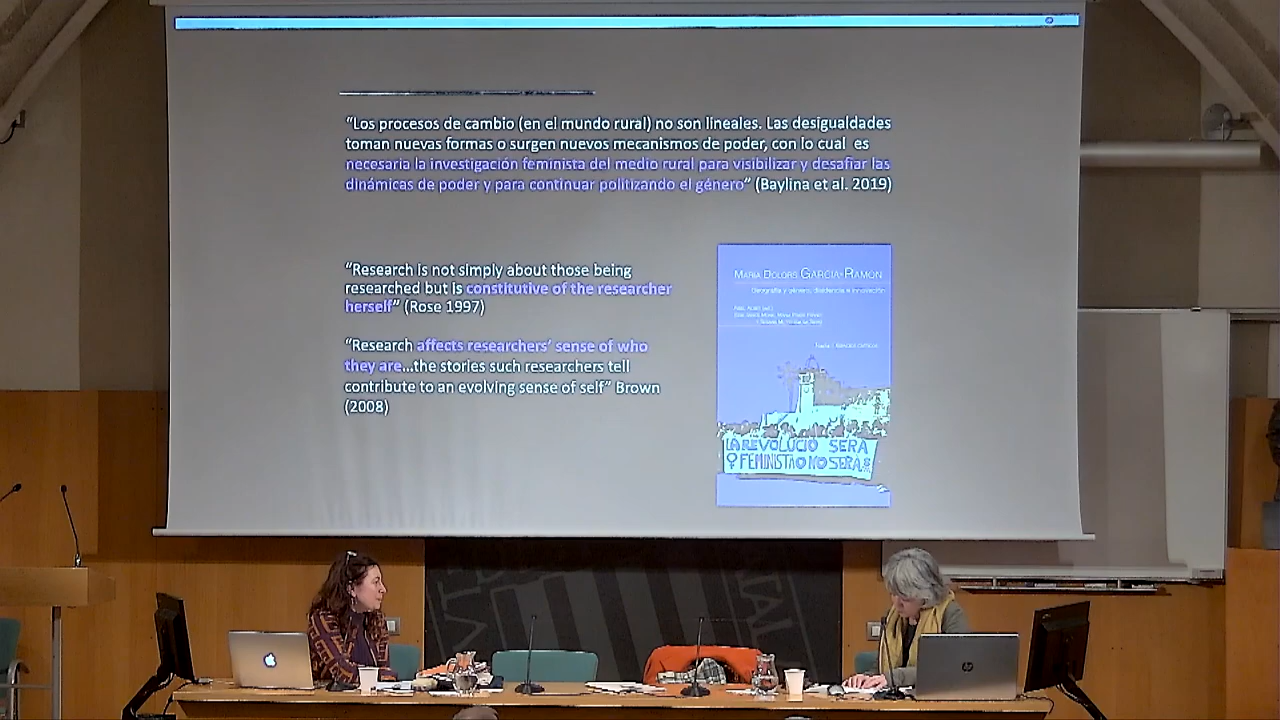 “Los procesos de cambio (en el mundo rural) no son lineales. Las desigualdades
toman nuevas formas o surgen nuevos mecanismos de poder, con lo cual es
necesaria la investigación feminista del medio rural para visibilizar y desafiar las
dinámicas de poder y para continuar politizando el género” (Baylina et al. 2019)
“Research is not simply about those being
researched but is constitutive of the researcher
herself” (Rose 1997)
“Research affects researchers’ sense of who
they are...the stories such researchers tell
contribute to an evolving sense of self” Brown
(2008)
MARIA DOLORS GARCIA-RAMON
Geografía y género, disidencia e innovación
LA REVOLUCIÓ SERÀ
FEMINISTA O NO SERÀ
hp